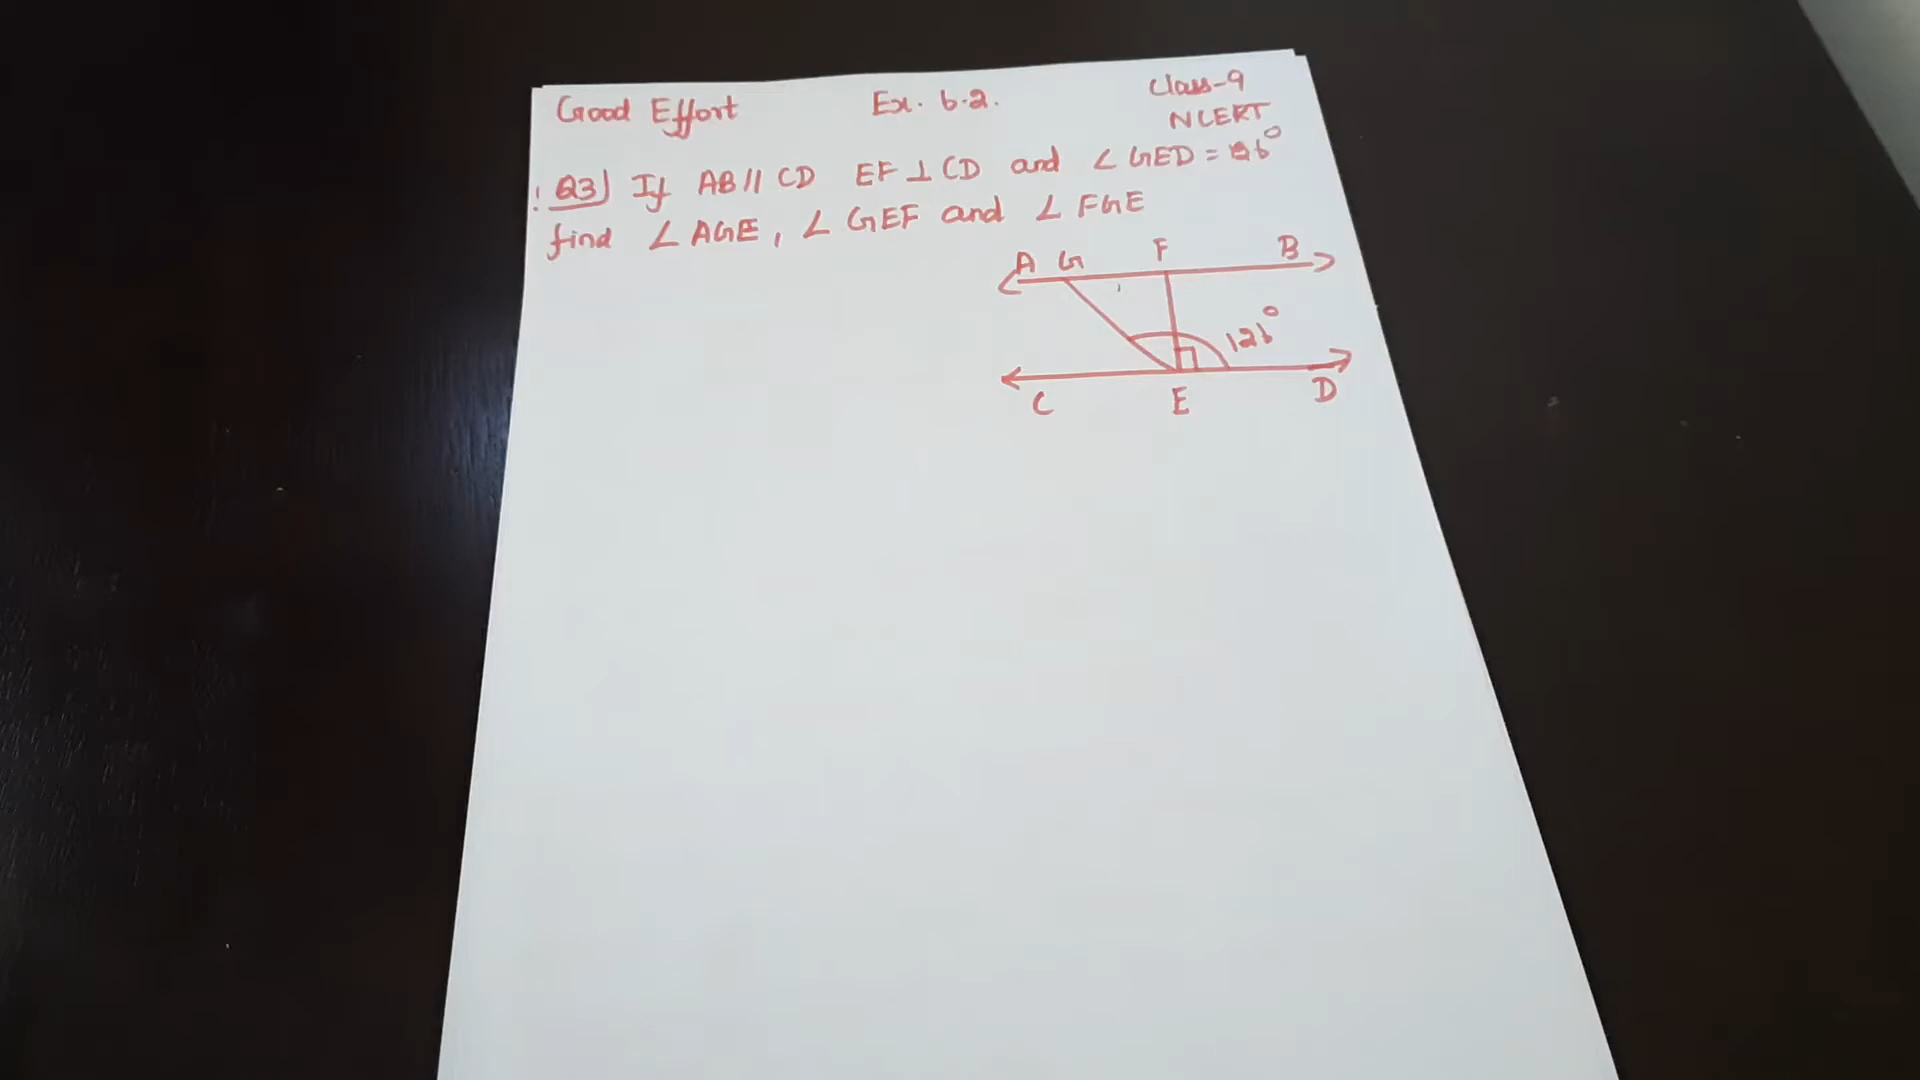 Good Effort Ex. 6.2. Class-9
NCERT
Q3) If AB || CD EF ⊥ CD and ∠ GED = 126°
find ∠ AGE, ∠ GEF and ∠ FGE
A G F B
126°
C E D